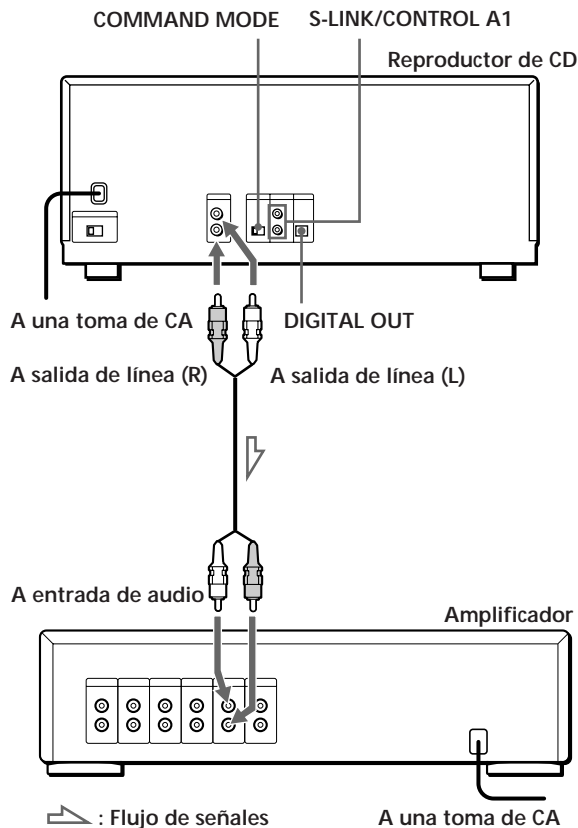 COMMAND MODE
S-LINK/CONTROL A1
Reproductor de CD
A una toma de CA
DIGITAL OUT
A salida de línea (R)
A salida de línea (L)
A entrada de audio
Amplificador
: Flujo de señales
A una toma de CA